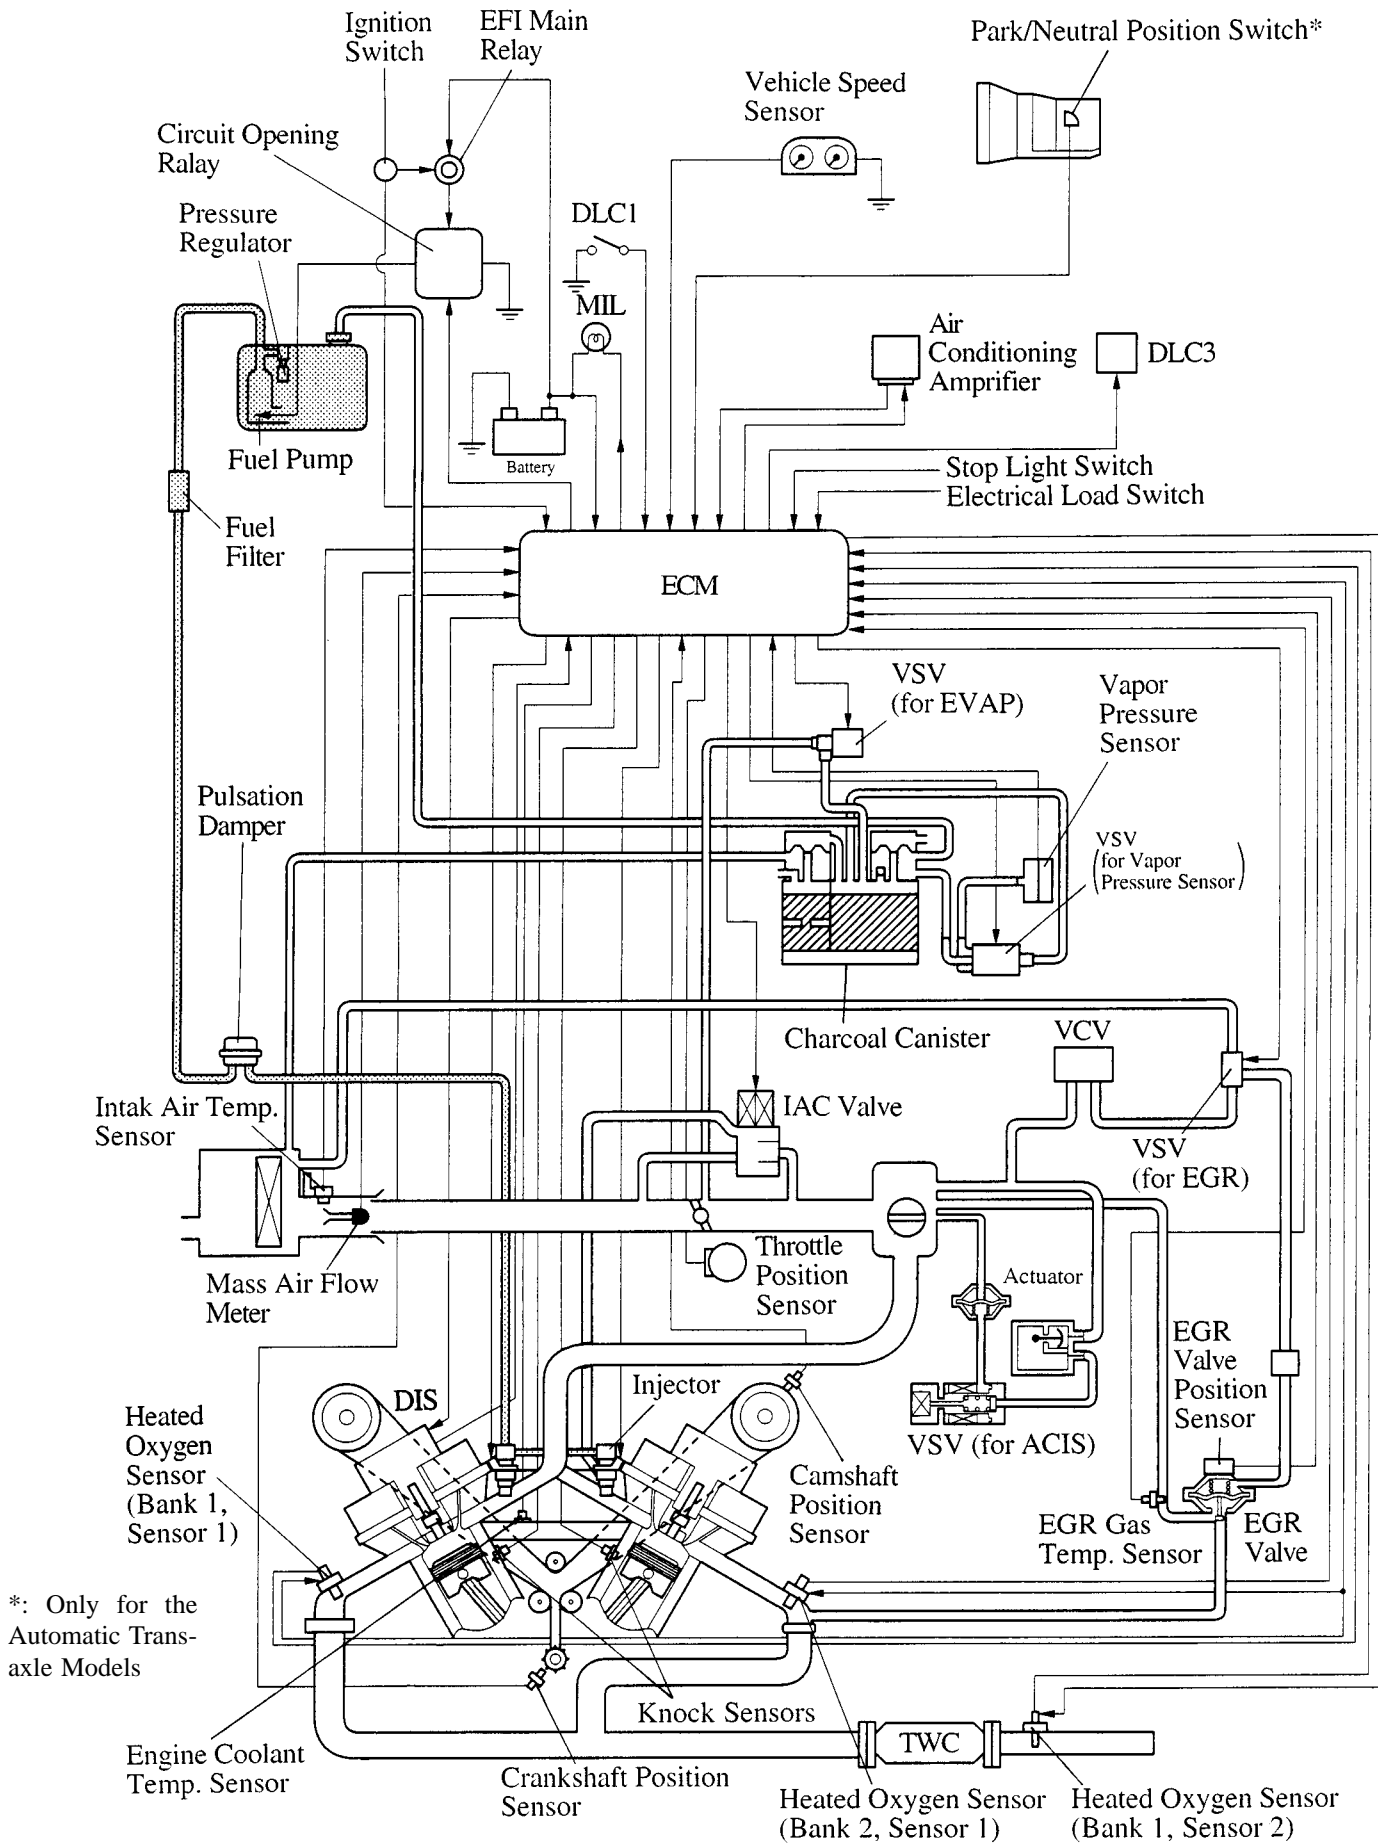 Ignition
Switch
EFI Main
Relay
Park/Neutral Position Switch*
Vehicle Speed
Sensor
Circuit Opening
Ralay
Pressure
Regulator
DLC1
MIL
Air
Conditioning
Amprifier
DLC3
Battery
Fuel Pump
Stop Light Switch
Electrical Load Switch
Fuel
Filter
ECM
VSV
(for EVAP)
Vapor
Pressure
Sensor
Pulsation
Damper
VSV
for Vapor
Pressure Sensor
Charcoal Canister
VCV
Intak Air Temp.
Sensor
IAC Valve
VSV
(for EGR)
Mass Air Flow
Meter
Throttle
Position
Sensor
Actuator
EGR
Valve
Position
Sensor
DIS
Injector
Heated
Oxygen
Sensor
(Bank 1,
Sensor 1)
VSV (for ACIS)
Camshaft
Position
Sensor
EGR Gas
Temp. Sensor
EGR
Valve
*: Only for the
Automatic Trans-
axle Models
Knock Sensors
TWC
Engine Coolant
Temp. Sensor
Crankshaft Position
Sensor
Heated Oxygen Sensor
(Bank 2, Sensor 1)
Heated Oxygen Sensor
(Bank 1, Sensor 2)